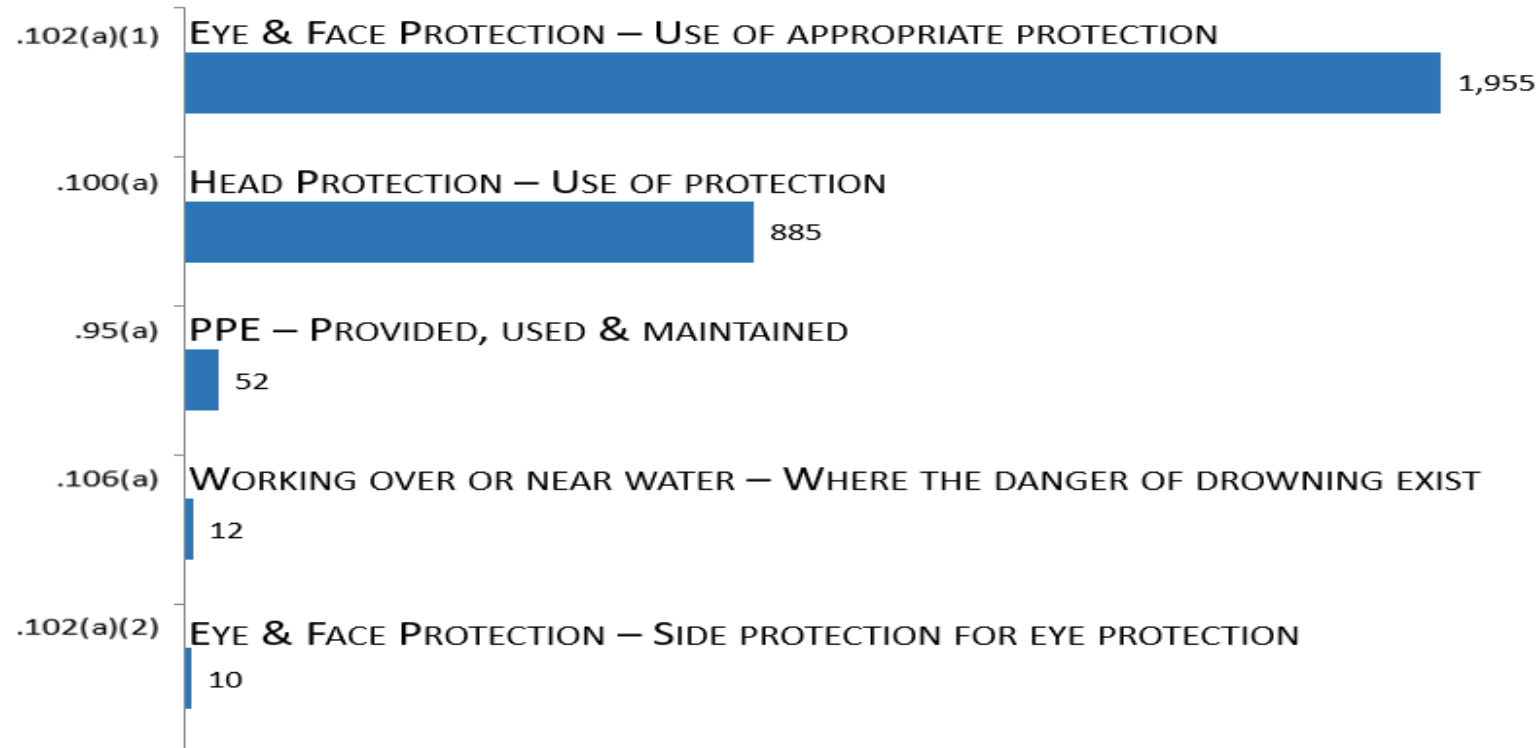 .102(a)(1) Eye & Face Protection – Use of appropriate protection
1,955
.100(a) Head Protection – Use of protection
885
.95(a) PPE – Provided, used & maintained
52
.106(a) Working over or near water – Where the danger of drowning exist
12
.102(a)(2) Eye & Face Protection – Side protection for eye protection
10